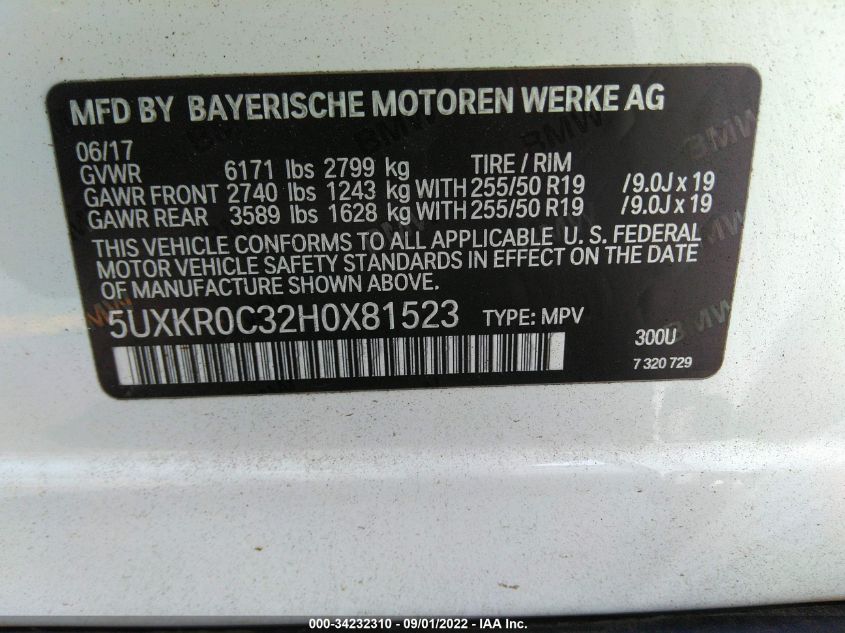 MFD BY BAYERISCHE MOTOREN WERKE AG
06/17
GVWR 6171 lbs 2799 kg TIRE / RIM
GAWR FRONT 2740 lbs 1243 kg WITH 255/50 R19 /9.0J x 19
GAWR REAR 3589 lbs 1628 kg WITH 255/50 R19 /9.0J x 19
THIS VEHICLE CONFORMS TO ALL APPLICABLE U. S. FEDERAL
MOTOR VEHICLE SAFETY STANDARDS IN EFFECT ON THE DATE
OF MANUFACTURE SHOWN ABOVE.
5UXKR0C32H0X81523 TYPE: MPV 300U
7 320 729
000-34232310 - 09/01/2022 - IAA Inc.